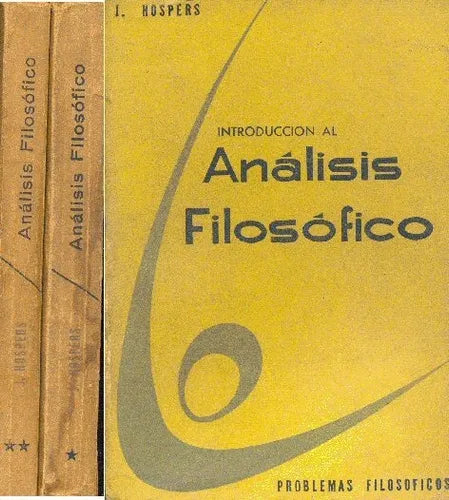 Análisis Filosófico
J. HOSPERS
★★
Análisis Filosófico
J. HOSPERS
★
J. HOSPERS
INTRODUCCION AL
Análisis
Filosófico
PROBLEMAS FILOSOFICOS